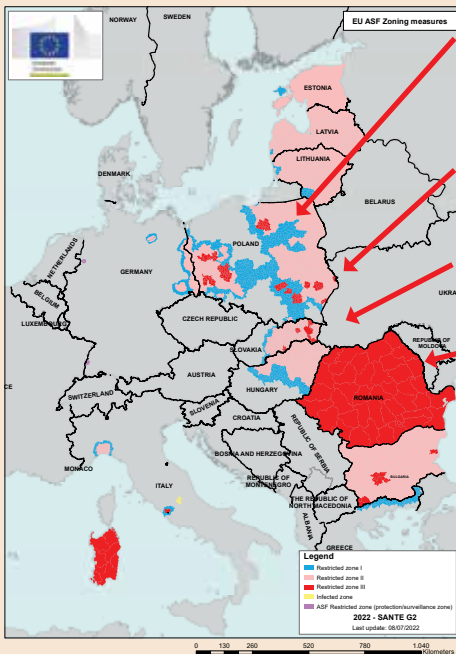 NORWAY
SWEDEN
EU ASF Zoning measures
ESTONIA
LATVIA
LITHUANIA
DENMARK
BELARUS
NETHERLANDS
POLAND
GERMANY
BELGIUM
UKRA
LUXEMBOURG
CZECH REPUBLIC
REPUBLIC OF
MOLDOVA
SLOVAKIA
CE
AUSTRIA
SWITZERLAND
HUNGARY
ROMANIA
SLOVENIA
CROATIA
REPUBLIC OF SERBIA
BOSNIA AND HERZEGOVINA
MONACO
ITALY
REPUBLIC OF
MONTENEGRO
BULGARIA
THE REPUBLIC OF
NORTH MACEDONIA
ALBANIA
GREECE
Legend
Restricted zone I
Restricted zone II
Restricted zone III
Infected zone
ASF Restricted zone (protection/surveillance zone)
2022 - SANTE G2
Last update: 08/07/2022
0 130 260 520 780 1.040
Kilometers